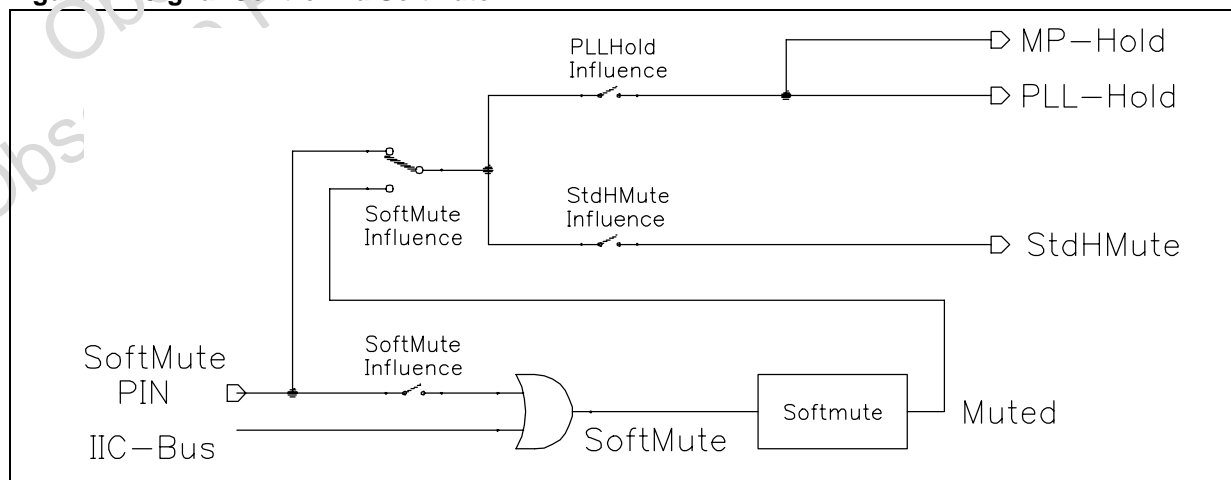 PLLHold
Influence
MP-Hold
PLL-Hold
SoftMute
Influence
StdHMute
Influence
StdHMute
SoftMute
PIN
SoftMute
Influence
IIC-Bus
SoftMute
Softmute
Muted